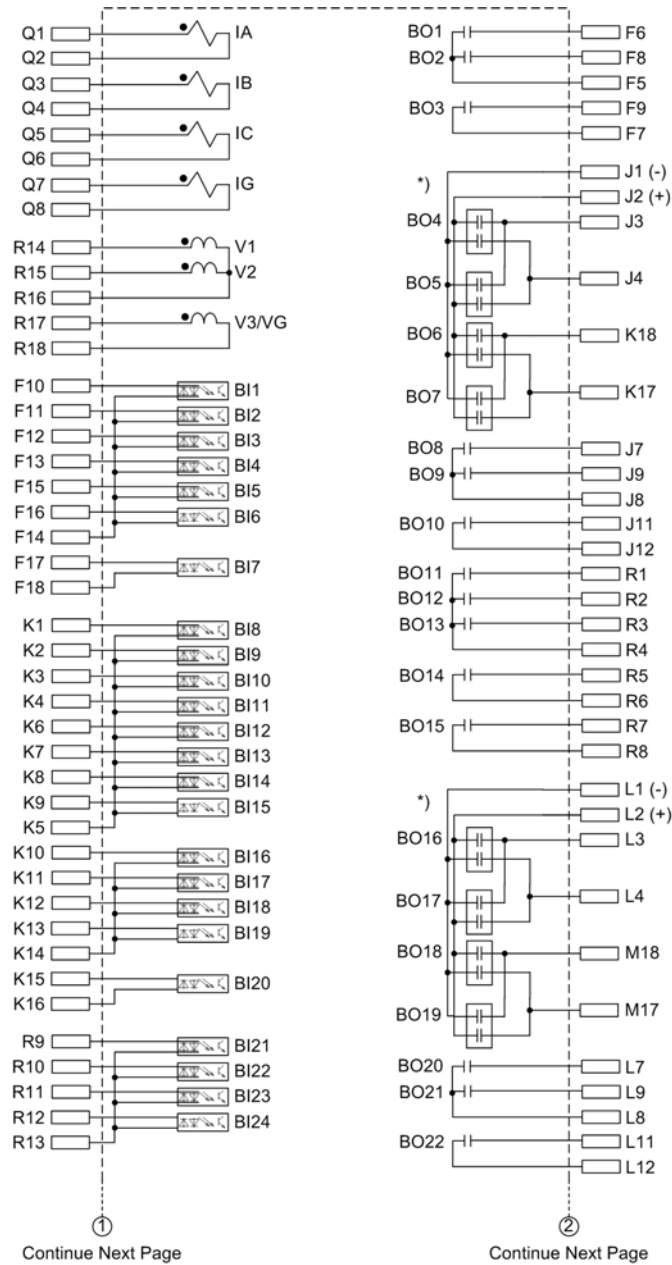 Q1 IA
Q2
Q3 IB
Q4
Q5 IC
Q6
Q7 IG
Q8
R14 V1
R15 V2
R16
R17 V3/VG
R18
F10 BI1
F11 BI2
F12 BI3
F13 BI4
F15 BI5
F16 BI6
F14
F17 BI7
F18
K1 BI8
K2 BI9
K3 BI10
K4 BI11
K6 BI12
K7 BI13
K8 BI14
K9 BI15
K5
K10 BI16
K11 BI17
K12 BI18
K13 BI19
K14
K15 BI20
K16
R9 BI21
R10 BI22
R11 BI23
R12 BI24
R13
1
Continue Next Page
BO1 F6
BO2 F8
F5
BO3 F9
F7
J1 (-)
*)
J2 (+)
BO4 J3
BO5 J4
BO6 K18
BO7 K17
BO8 J7
BO9 J9
J8
BO10 J11
J12
BO11 R1
BO12 R2
BO13 R3
R4
BO14 R5
R6
BO15 R7
R8
L1 (-)
*)
L2 (+)
BO16 L3
BO17 L4
BO18 M18
BO19 M17
BO20 L7
BO21 L9
L8
BO22 L11
L12
2
Continue Next Page